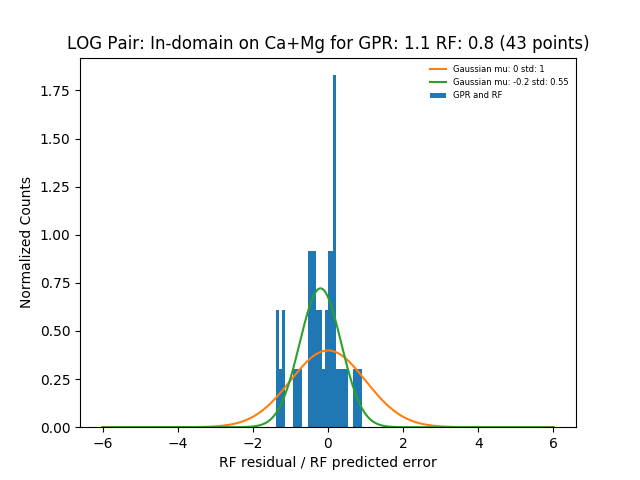 LOG Pair: In-domain on Ca+Mg for GPR: 1.1 RF: 0.8 (43 points)
Gaussian mu: 0 std: 1
Gaussian mu: -0.2 std: 0.55
GPR and RF
Normalized Counts
1.75
1.50
1.25
1.00
0.75
0.50
0.25
0.00
−6
−4
−2
0
2
4
6
RF residual / RF predicted error